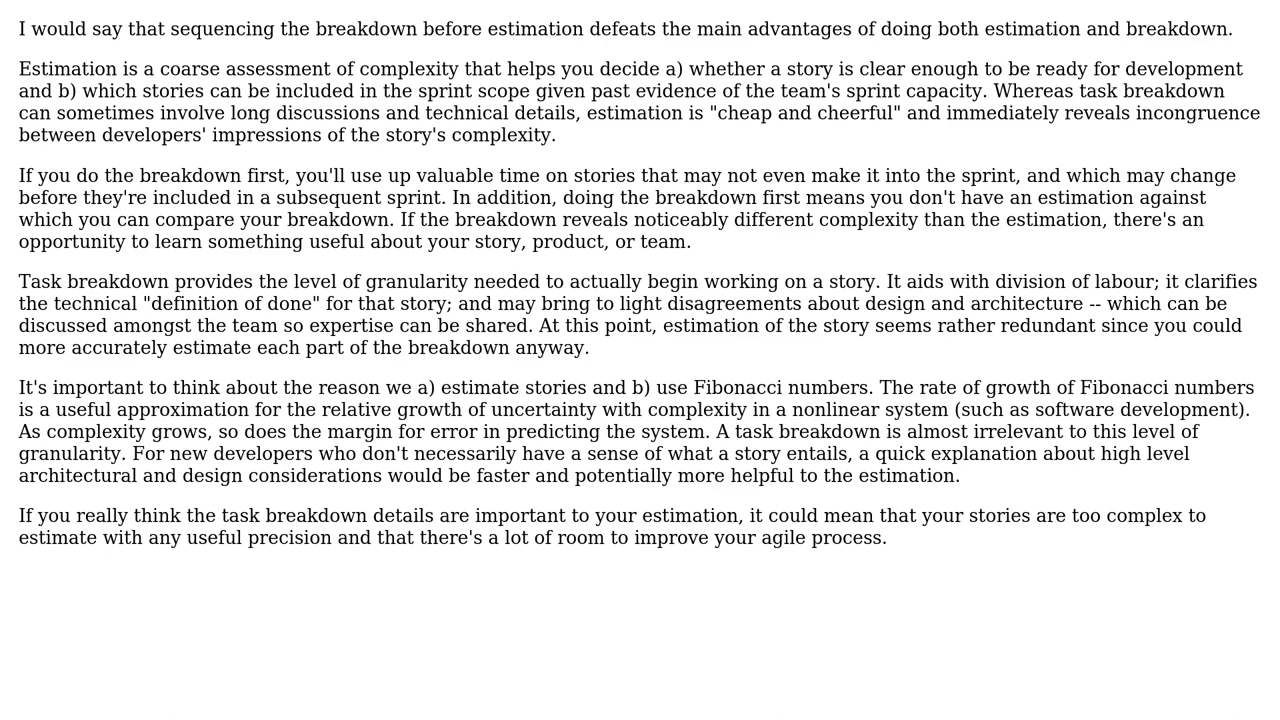 I would say that sequencing the breakdown before estimation defeats the main advantages of doing both estimation and breakdown.
Estimation is a coarse assessment of complexity that helps you decide a) whether a story is clear enough to be ready for development
and b) which stories can be included in the sprint scope given past evidence of the team's sprint capacity. Whereas task breakdown
can sometimes involve long discussions and technical details, estimation is "cheap and cheerful" and immediately reveals incongruence
between developers' impressions of the story's complexity.
If you do the breakdown first, you'll use up valuable time on stories that may not even make it into the sprint, and which may change
before they're included in a subsequent sprint. In addition, doing the breakdown first means you don't have an estimation against
which you can compare your breakdown. If the breakdown reveals noticeably different complexity than the estimation, there's an
opportunity to learn something useful about your story, product, or team.
Task breakdown provides the level of granularity needed to actually begin working on a story. It aids with division of labour; it clarifies
the technical "definition of done" for that story; and may bring to light disagreements about design and architecture -- which can be
discussed amongst the team so expertise can be shared. At this point, estimation of the story seems rather redundant since you could
more accurately estimate each part of the breakdown anyway.
It's important to think about the reason we a) estimate stories and b) use Fibonacci numbers. The rate of growth of Fibonacci numbers
is a useful approximation for the relative growth of uncertainty with complexity in a nonlinear system (such as software development).
As complexity grows, so does the margin for error in predicting the system. A task breakdown is almost irrelevant to this level of
granularity. For new developers who don't necessarily have a sense of what a story entails, a quick explanation about high level
architectural and design considerations would be faster and potentially more helpful to the estimation.
If you really think the task breakdown details are important to your estimation, it could mean that your stories are too complex to
estimate with any useful precision and that there's a lot of room to improve your agile process.